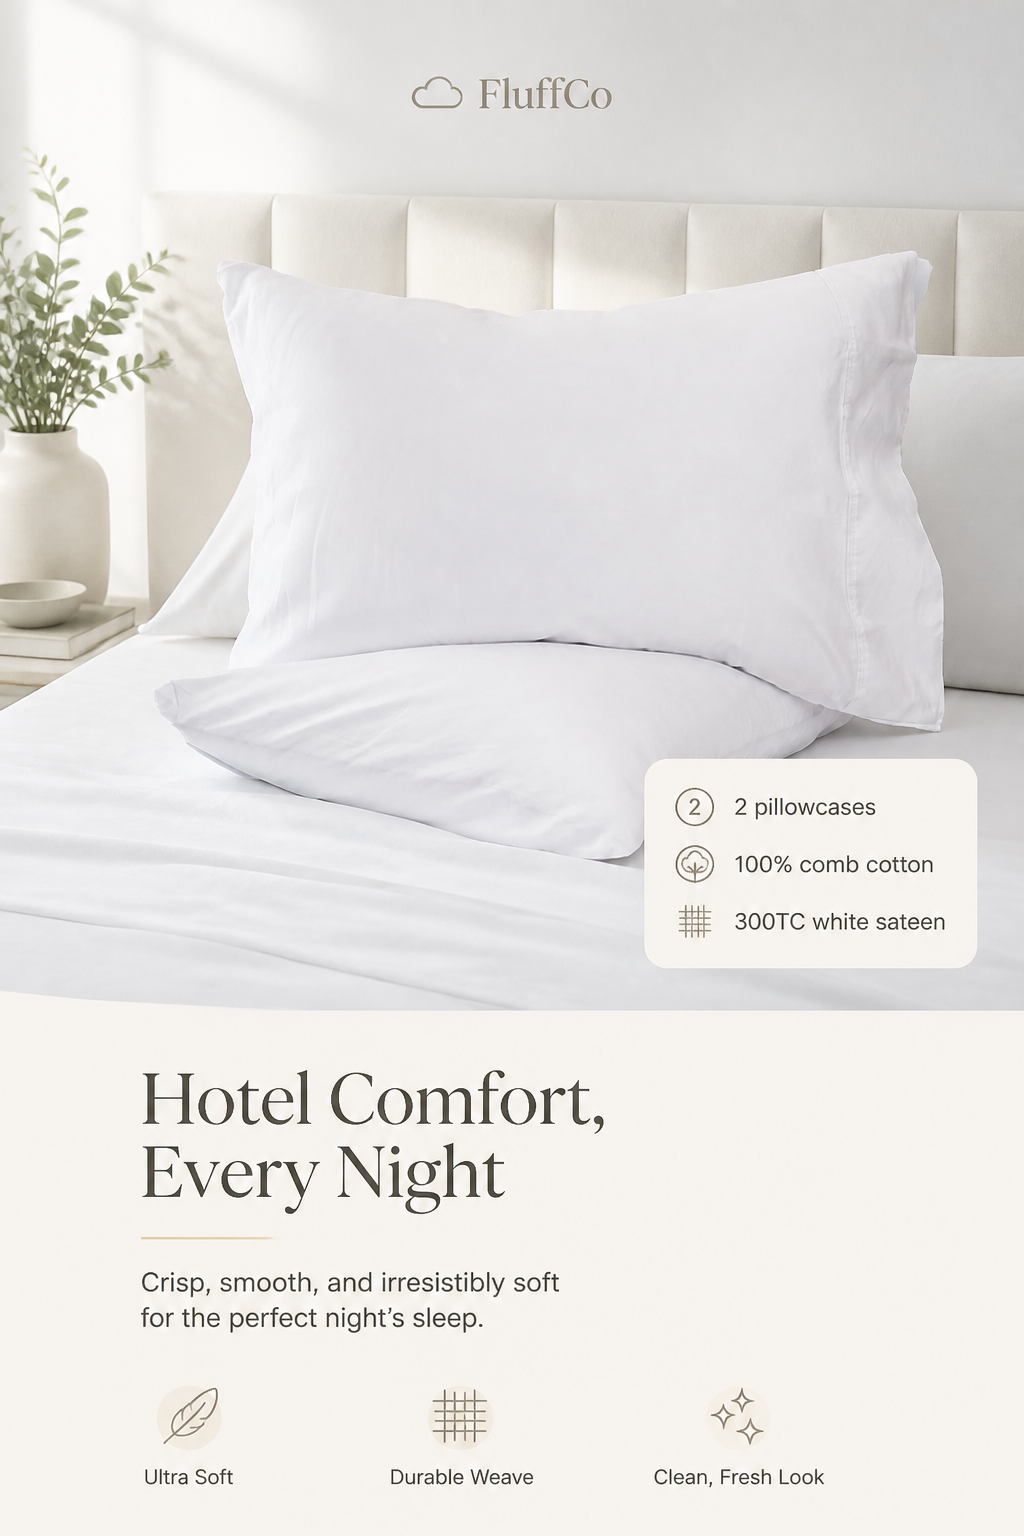 FluffCo
2 2 pillowcases
100% comb cotton
300TC white sateen
Hotel Comfort,
Every Night
Crisp, smooth, and irresistibly soft
for the perfect night’s sleep.
Ultra Soft
Durable Weave
Clean, Fresh Look